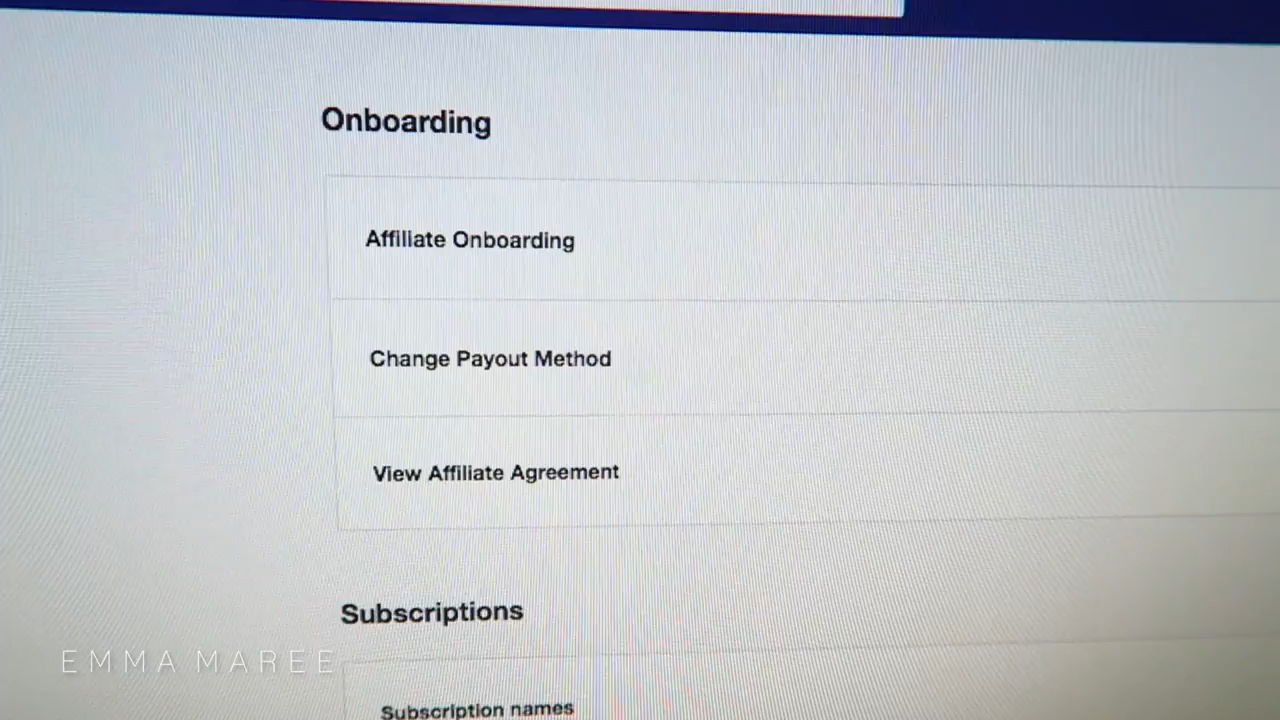 Onboarding
Affiliate Onboarding
Change Payout Method
View Affiliate Agreement
Subscriptions
EMMA MAREE
Subscription names